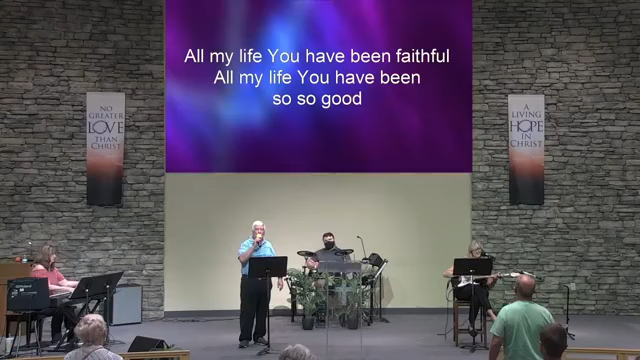 All my life You have been faithful
All my life You have been
so so good
NO
GREATER
LOVE
THAN
CHRIST
A
LIVING
HOPE
IN
CHRIST